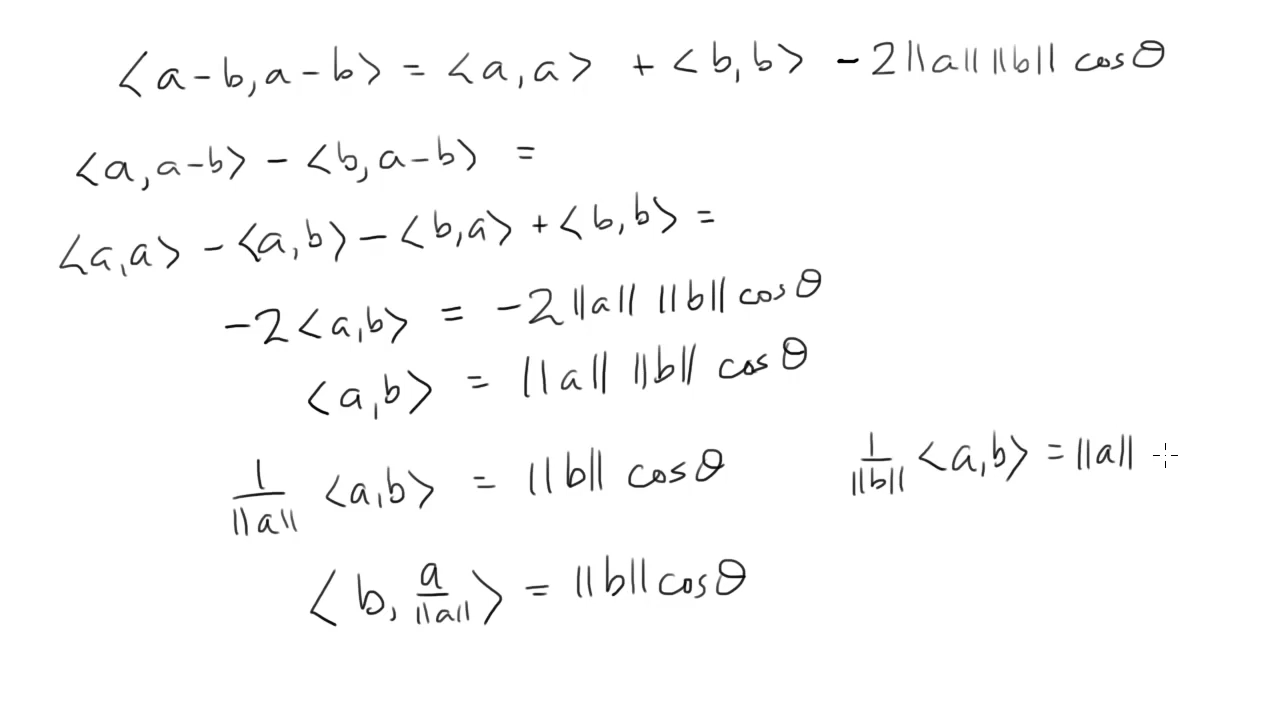 <a-b, a-b> = <a, a> + <b, b> - 2 ||a|| ||b|| cos θ
<a, a-b> - <b, a-b> =
<a, a> - <a, b> - <b, a> + <b, b> =
-2 <a, b> = -2 ||a|| ||b|| cos θ
<a, b> = ||a|| ||b|| cos θ
1/||a|| <a, b> = ||b|| cos θ
1/||b|| <a, b> = ||a||
<b, a/||a||> = ||b|| cos θ